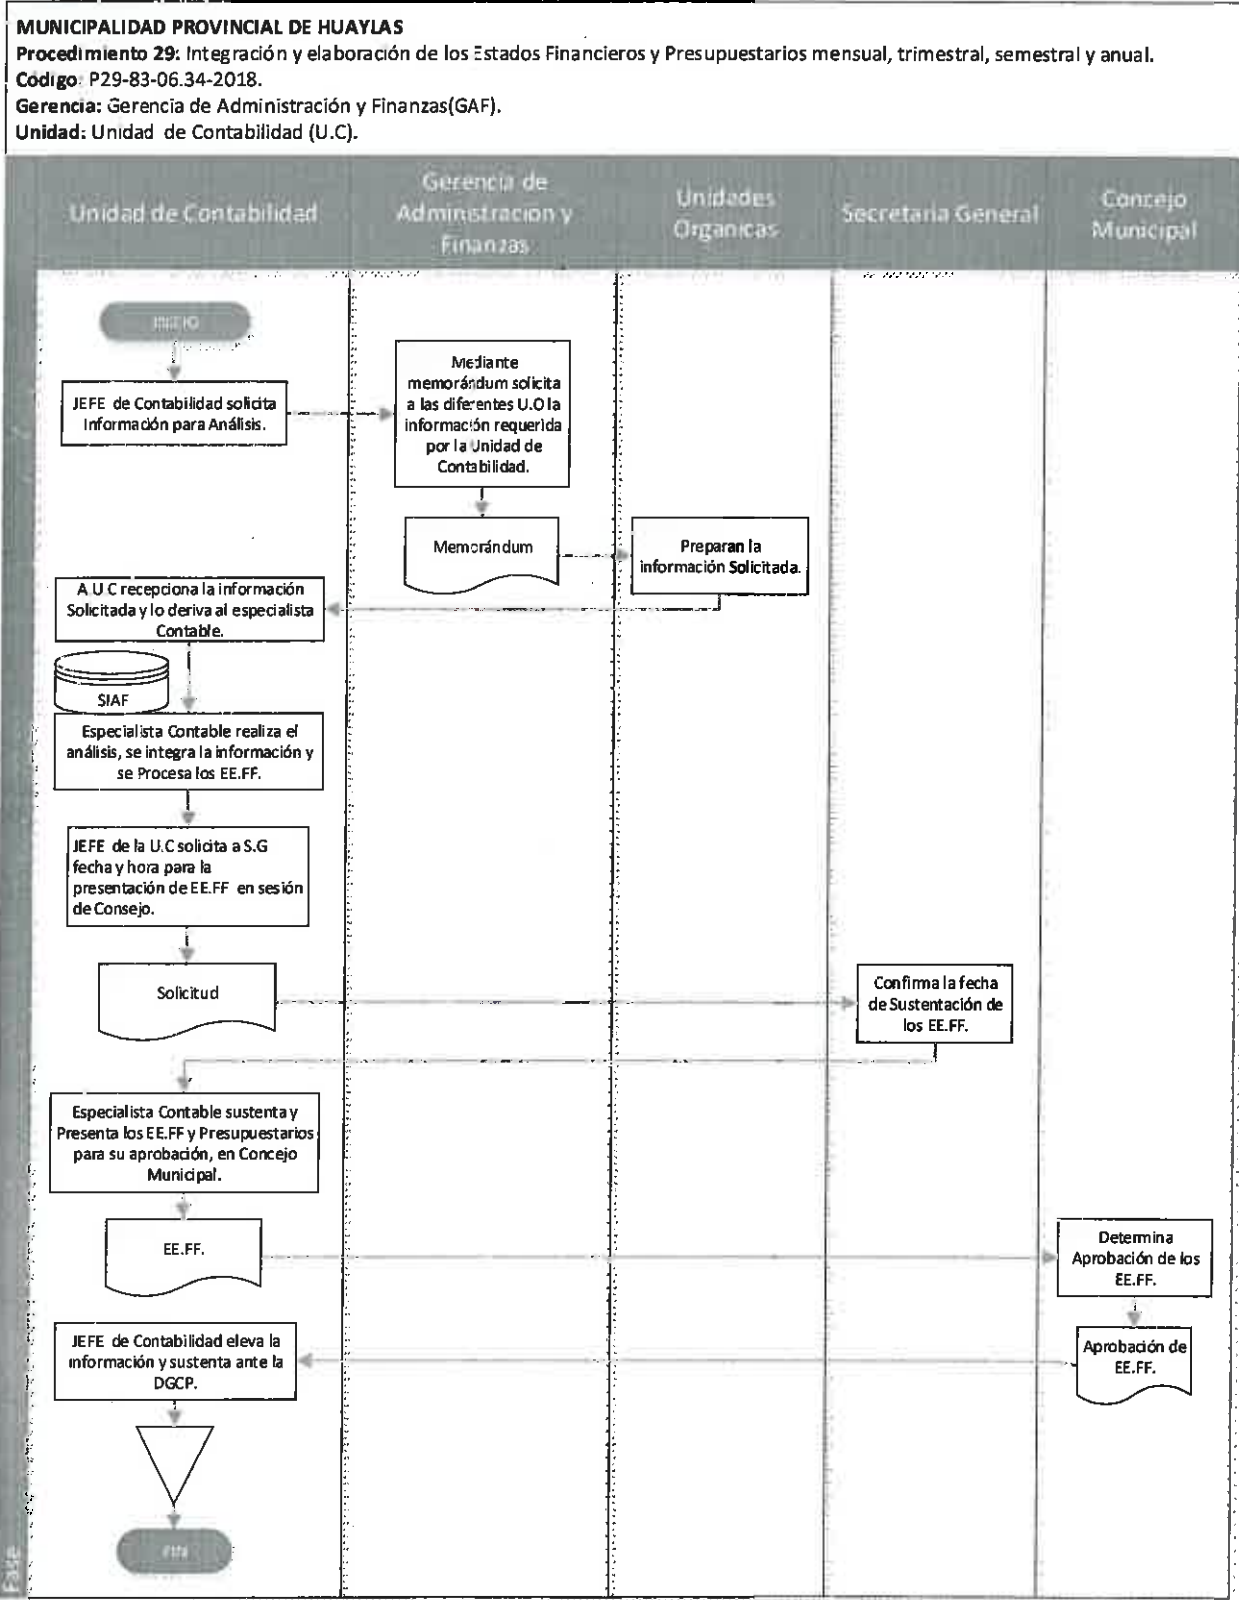 MUNICIPALIDAD PROVINCIAL DE HUAYLAS
Procedimiento 29: Integración y elaboración de los Estados Financieros y Presupuestarios mensual, trimestral, semestral y anual.
Código: P29-83-06.34-2018.
Gerencia: Gerencia de Administración y Finanzas(GAF).
Unidad: Unidad de Contabilidad (U.C).
Unidad de Contabilidad
Gerencia de
Administración y
Finanzas
Unidades
Organicas
Secretaria General
Concejo
Municipal
INICIO
JEFE de Contabilidad solicita
Información para Análisis.
Mediante
memorándum solicita
a las diferentes U.O la
información requerida
por la Unidad de
Contabilidad.
Memorándum
Preparan la
información Solicitada.
A.U.C recepciona la información
Solicitada y lo deriva al especialista
Contable.
SIAF
Especialista Contable realiza el
análisis, se integra la información y
se Procesa los EE.FF.
JEFE de la U.C solicita a S.G
fecha y hora para la
presentación de EE.FF en sesión
de Consejo.
Solicitud
Confirma la fecha
de Sustentación de
los EE.FF.
Especialista Contable sustenta y
Presenta los EE.FF y Presupuestarios
para su aprobación, en Concejo
Municipal.
EE.FF.
Determina
Aprobación de los
EE.FF.
JEFE de Contabilidad eleva la
información y sustenta ante la
DGCP.
Aprobación de
EE.FF.
FIN
Fase